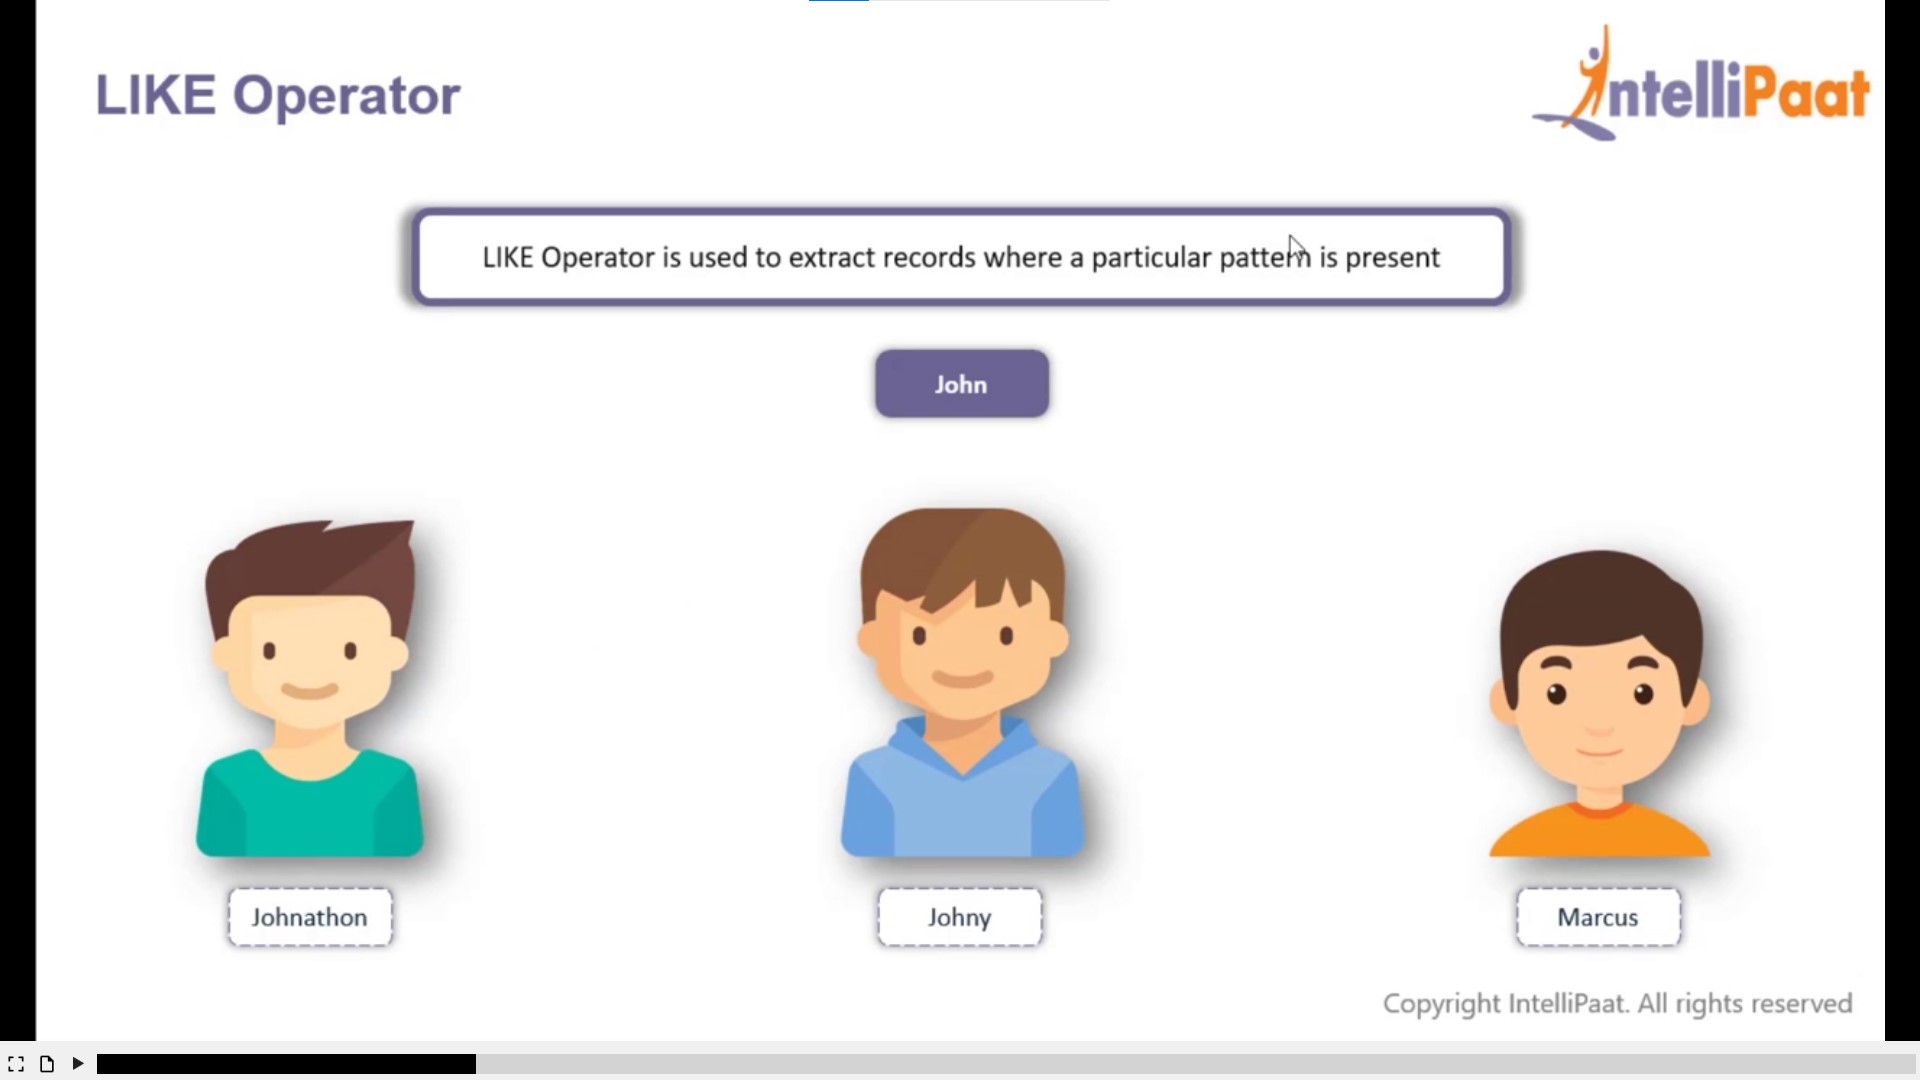 LIKE Operator
IntelliPaat
LIKE Operator is used to extract records where a particular pattern is present
John
Johnathon
Johny
Marcus
Copyright IntelliPaat. All rights reserved